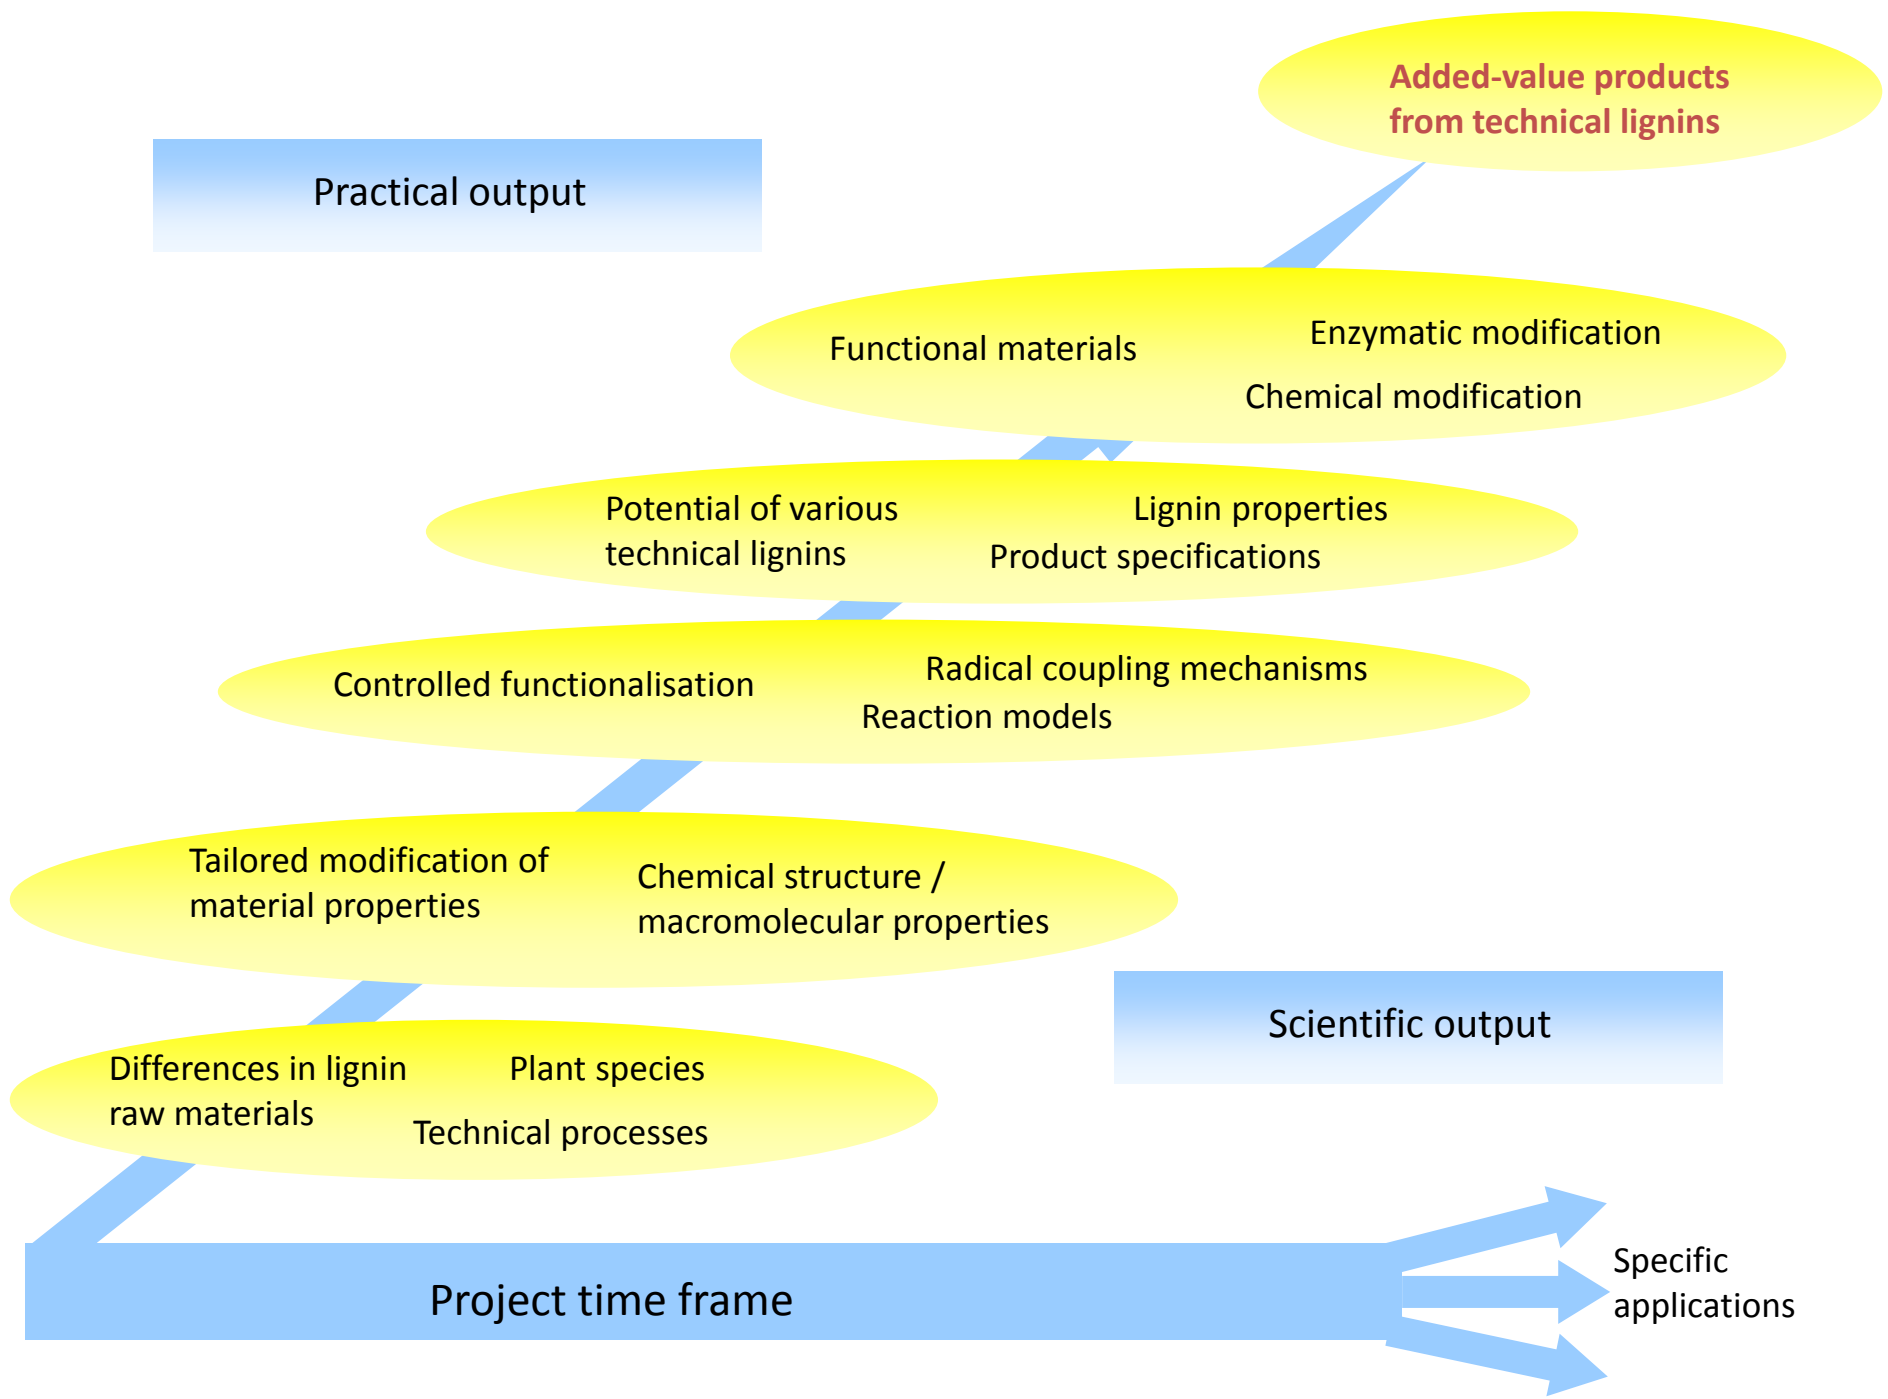 Added-value products
from technical lignins
Practical output
Functional materials
Enzymatic modification
Chemical modification
Potential of various
technical lignins
Lignin properties
Product specifications
Controlled functionalisation
Radical coupling mechanisms
Reaction models
Tailored modification of
material properties
Chemical structure /
macromolecular properties
Scientific output
Differences in lignin
raw materials
Plant species
Technical processes
Project time frame
Specific
applications